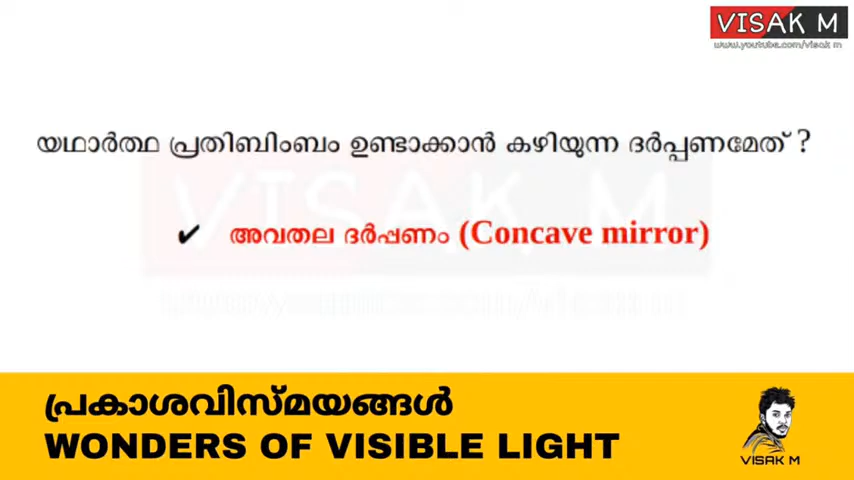 VISAK M
www.youtube.com/visak m
യഥാർത്ഥ പ്രതിബിംബം ഉണ്ടാക്കാൻ കഴിയുന്ന ദർപ്പണമേത് ?
✔ അവതല ദർപ്പണം (Concave mirror)
VISAK M
പ്രകാശവിസ്മയങ്ങൾ
WONDERS OF VISIBLE LIGHT
VISAK M